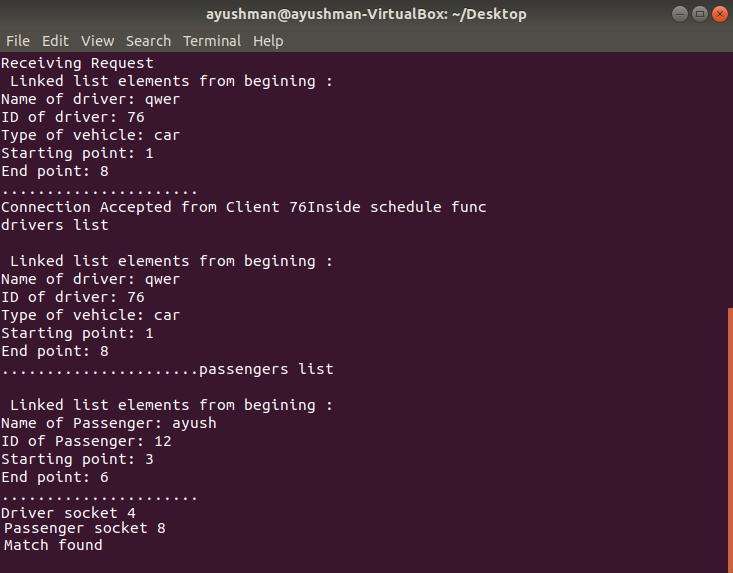 ayushman@ayushman-VirtualBox: ~/Desktop
File Edit View Search Terminal Help
Receiving Request
 Linked list elements from begining :
Name of driver: qwer
ID of driver: 76
Type of vehicle: car
Starting point: 1
End point: 8
......................
Connection Accepted from Client 76Inside schedule func
drivers list

 Linked list elements from begining :
Name of driver: qwer
ID of driver: 76
Type of vehicle: car
Starting point: 1
End point: 8
......................passengers list

 Linked list elements from begining :
Name of Passenger: ayush
ID of Passenger: 12
Starting point: 3
End point: 6
......................
Driver socket 4
Passenger socket 8
Match found